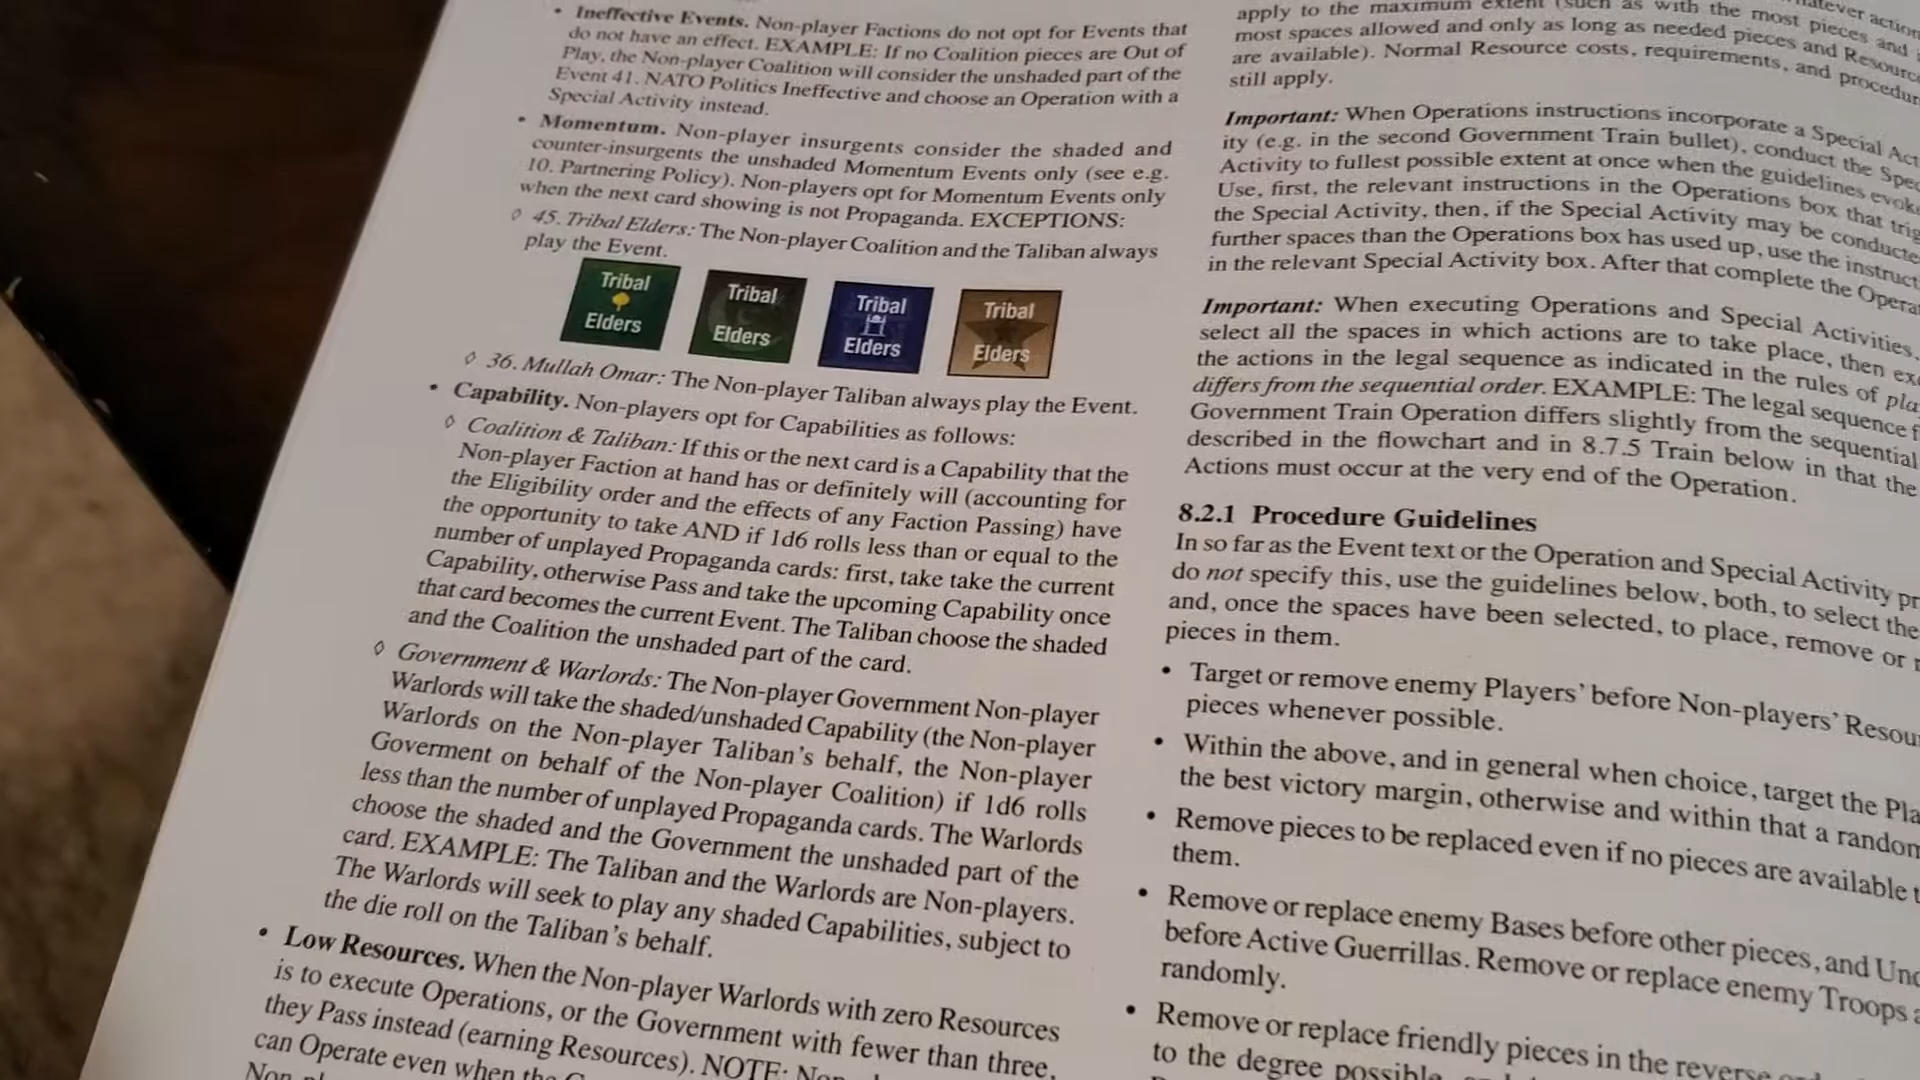 • Ineffective Events. Non-player Factions do not opt for Events that
do not have an effect. EXAMPLE: If no Coalition pieces are Out of
Play, the Non-player Coalition will consider the unshaded part of the
Event 41. NATO Politics Ineffective and choose an Operation with a
Special Activity instead.
• Momentum. Non-player insurgents consider the shaded and
counter-insurgents the unshaded Momentum Events only (see e.g.
10. Partnering Policy). Non-players opt for Momentum Events only
when the next card showing is not Propaganda. EXCEPTIONS:
◊ 45. Tribal Elders: The Non-player Coalition and the Taliban always
play the Event.
Tribal
Elders
Tribal
Elders
Tribal
Elders
Tribal
Elders
◊ 36. Mullah Omar: The Non-player Taliban always play the Event.
• Capability. Non-players opt for Capabilities as follows:
◊ Coalition & Taliban: If this or the next card is a Capability that the
Non-player Faction at hand has or definitely will (accounting for
the Eligibility order and the effects of any Faction Passing) have
the opportunity to take AND if 1d6 rolls less than or equal to the
number of unplayed Propaganda cards: first, take take the current
Capability, otherwise Pass and take the upcoming Capability once
that card becomes the current Event. The Taliban choose the shaded
and the Coalition the unshaded part of the card.
◊ Government & Warlords: The Non-player Government Non-player
Warlords will take the shaded/unshaded Capability (the Non-player
Warlords on the Non-player Taliban's behalf, the Non-player
Goverment on behalf of the Non-player Coalition) if 1d6 rolls
less than the number of unplayed Propaganda cards. The Warlords
choose the shaded and the Government the unshaded part of the
card. EXAMPLE: The Taliban and the Warlords are Non-players.
The Warlords will seek to play any shaded Capabilities, subject to
the die roll on the Taliban's behalf.
• Low Resources. When the Non-player Warlords with zero Resources
is to execute Operations, or the Government with fewer than three,
they Pass instead (earning Resources). NOTE:
can Operate even when the
apply to the maximum extent (such as with the most pieces and
most spaces allowed and only as long as needed pieces and
are available). Normal Resource costs, requirements, and
still apply.
Important: When Operations instructions incorporate a Special
ity (e.g. in the second Government Train bullet), conduct the
Activity to fullest possible extent at once when the guidelines
Use, first, the relevant instructions in the Operations box that
the Special Activity, then, if the Special Activity may be
further spaces than the Operations box has used up, use the
in the relevant Special Activity box. After that complete the
Important: When executing Operations and Special Activities,
select all the spaces in which actions are to take place, then
the actions in the legal sequence as indicated in the rules of
differs from the sequential order. EXAMPLE: The legal sequence
Government Train Operation differs slightly from the sequential
described in the flowchart and in 8.7.5 Train below in that the
Actions must occur at the very end of the Operation.
8.2.1 Procedure Guidelines
In so far as the Event text or the Operation and Special Activity
do not specify this, use the guidelines below, both, to select the
and, once the spaces have been selected, to place, remove or
pieces in them.
• Target or remove enemy Players' before Non-players'
pieces whenever possible.
• Within the above, and in general when choice, target the
the best victory margin, otherwise and within that a random
• Remove pieces to be replaced even if no pieces are available
them.
• Remove or replace enemy Bases before other pieces, and
before Active Guerrillas. Remove or replace enemy Troops
randomly.
• Remove or replace friendly pieces in the reverse
to the degree possible,